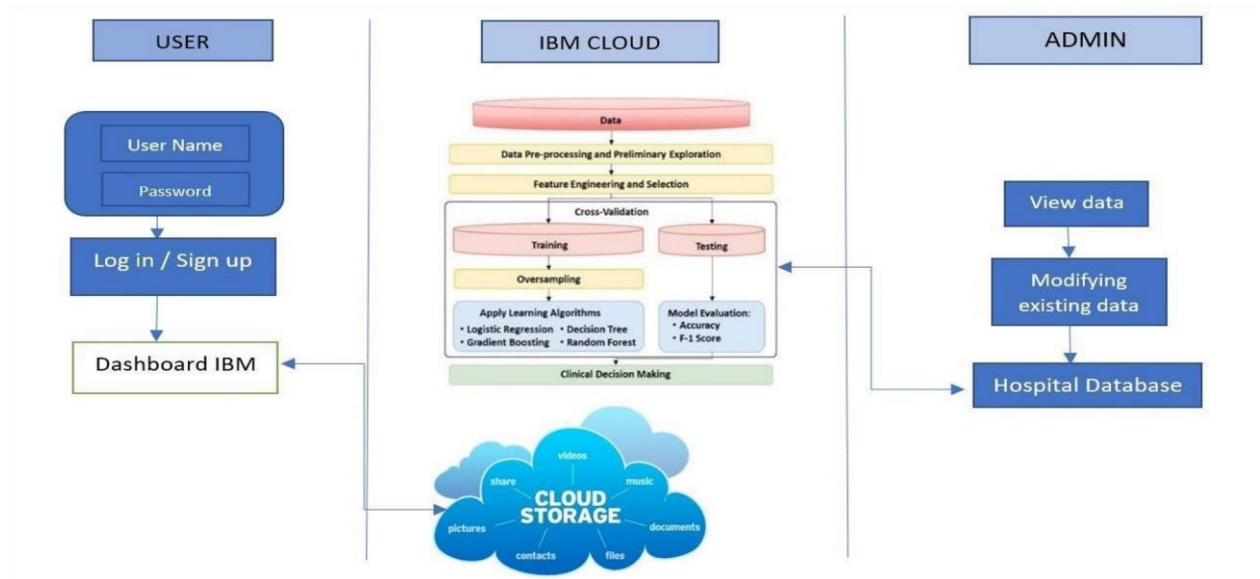 USER
User Name
Password
Log in / Sign up
Dashboard IBM
IBM CLOUD
Data
Data Pre-processing and Preliminary Exploration
Feature Engineering and Selection
Cross-Validation
Training
Testing
Oversampling
Apply Learning Algorithms
• Logistic Regression • Decision Tree
• Gradient Boosting • Random Forest
Model Evaluation:
• Accuracy
• F-1 Score
Clinical Decision Making
videos
share
music
CLOUD
STORAGE
pictures
documents
contacts
files
ADMIN
View data
Modifying
existing data
Hospital Database